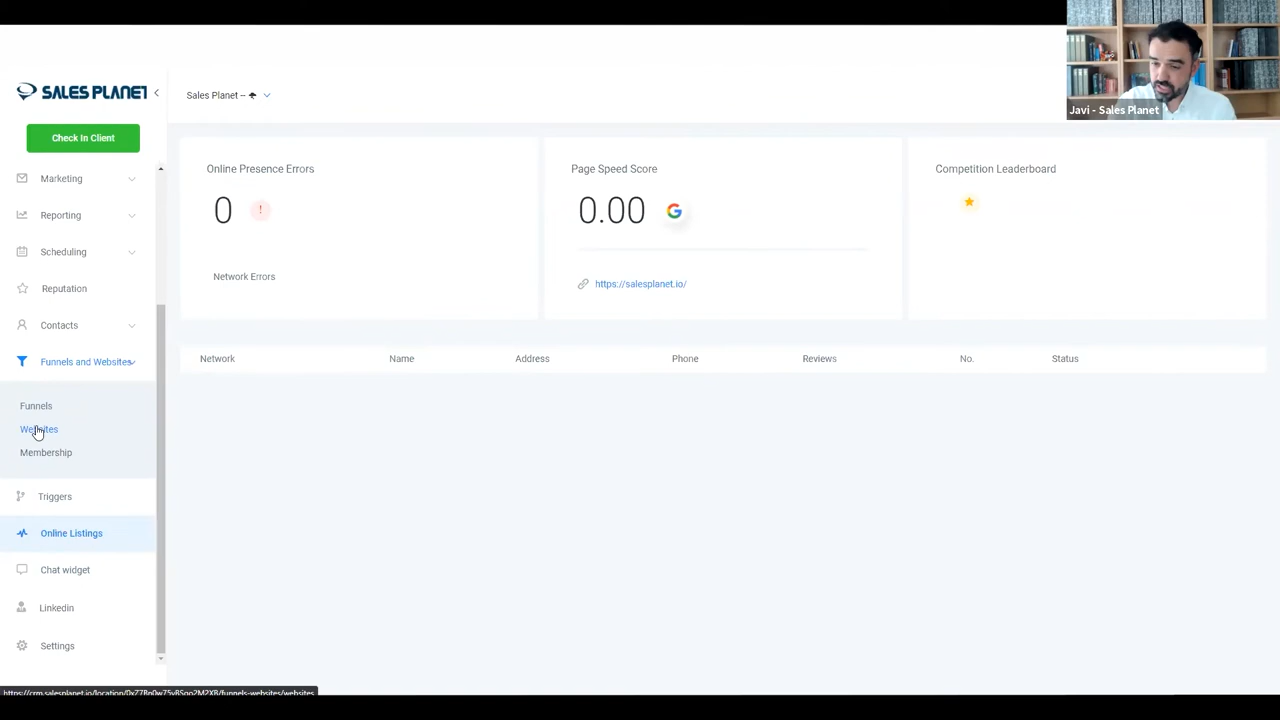 SALES PLANET
Sales Planet --
Javi - Sales Planet
Check In Client
Marketing
Reporting
Scheduling
Reputation
Contacts
Funnels and Websites
Funnels
Websites
Membership
Triggers
Online Listings
Chat widget
Linkedin
Settings
Online Presence Errors
0
!
Network Errors
Page Speed Score
0.00
https://salesplanet.io/
Competition Leaderboard
Network Name Address Phone Reviews No. Status